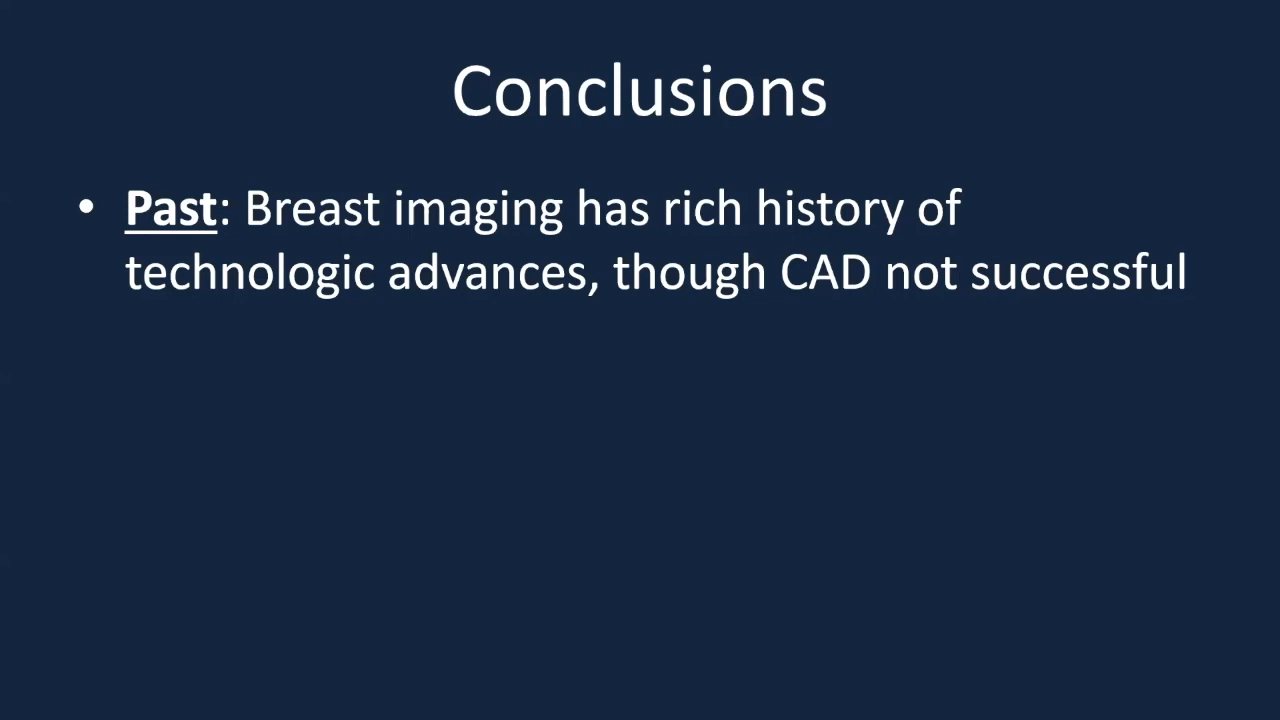 Conclusions
• Past: Breast imaging has rich history of
technologic advances, though CAD not successful